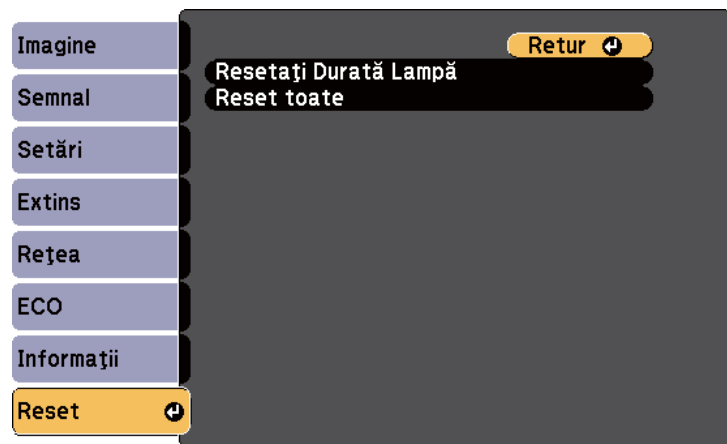 Imagine
Semnal
Setări
Extins
Reţea
ECO
Informaţii
Reset
Retur
Resetaţi Durată Lampă
Reset toate